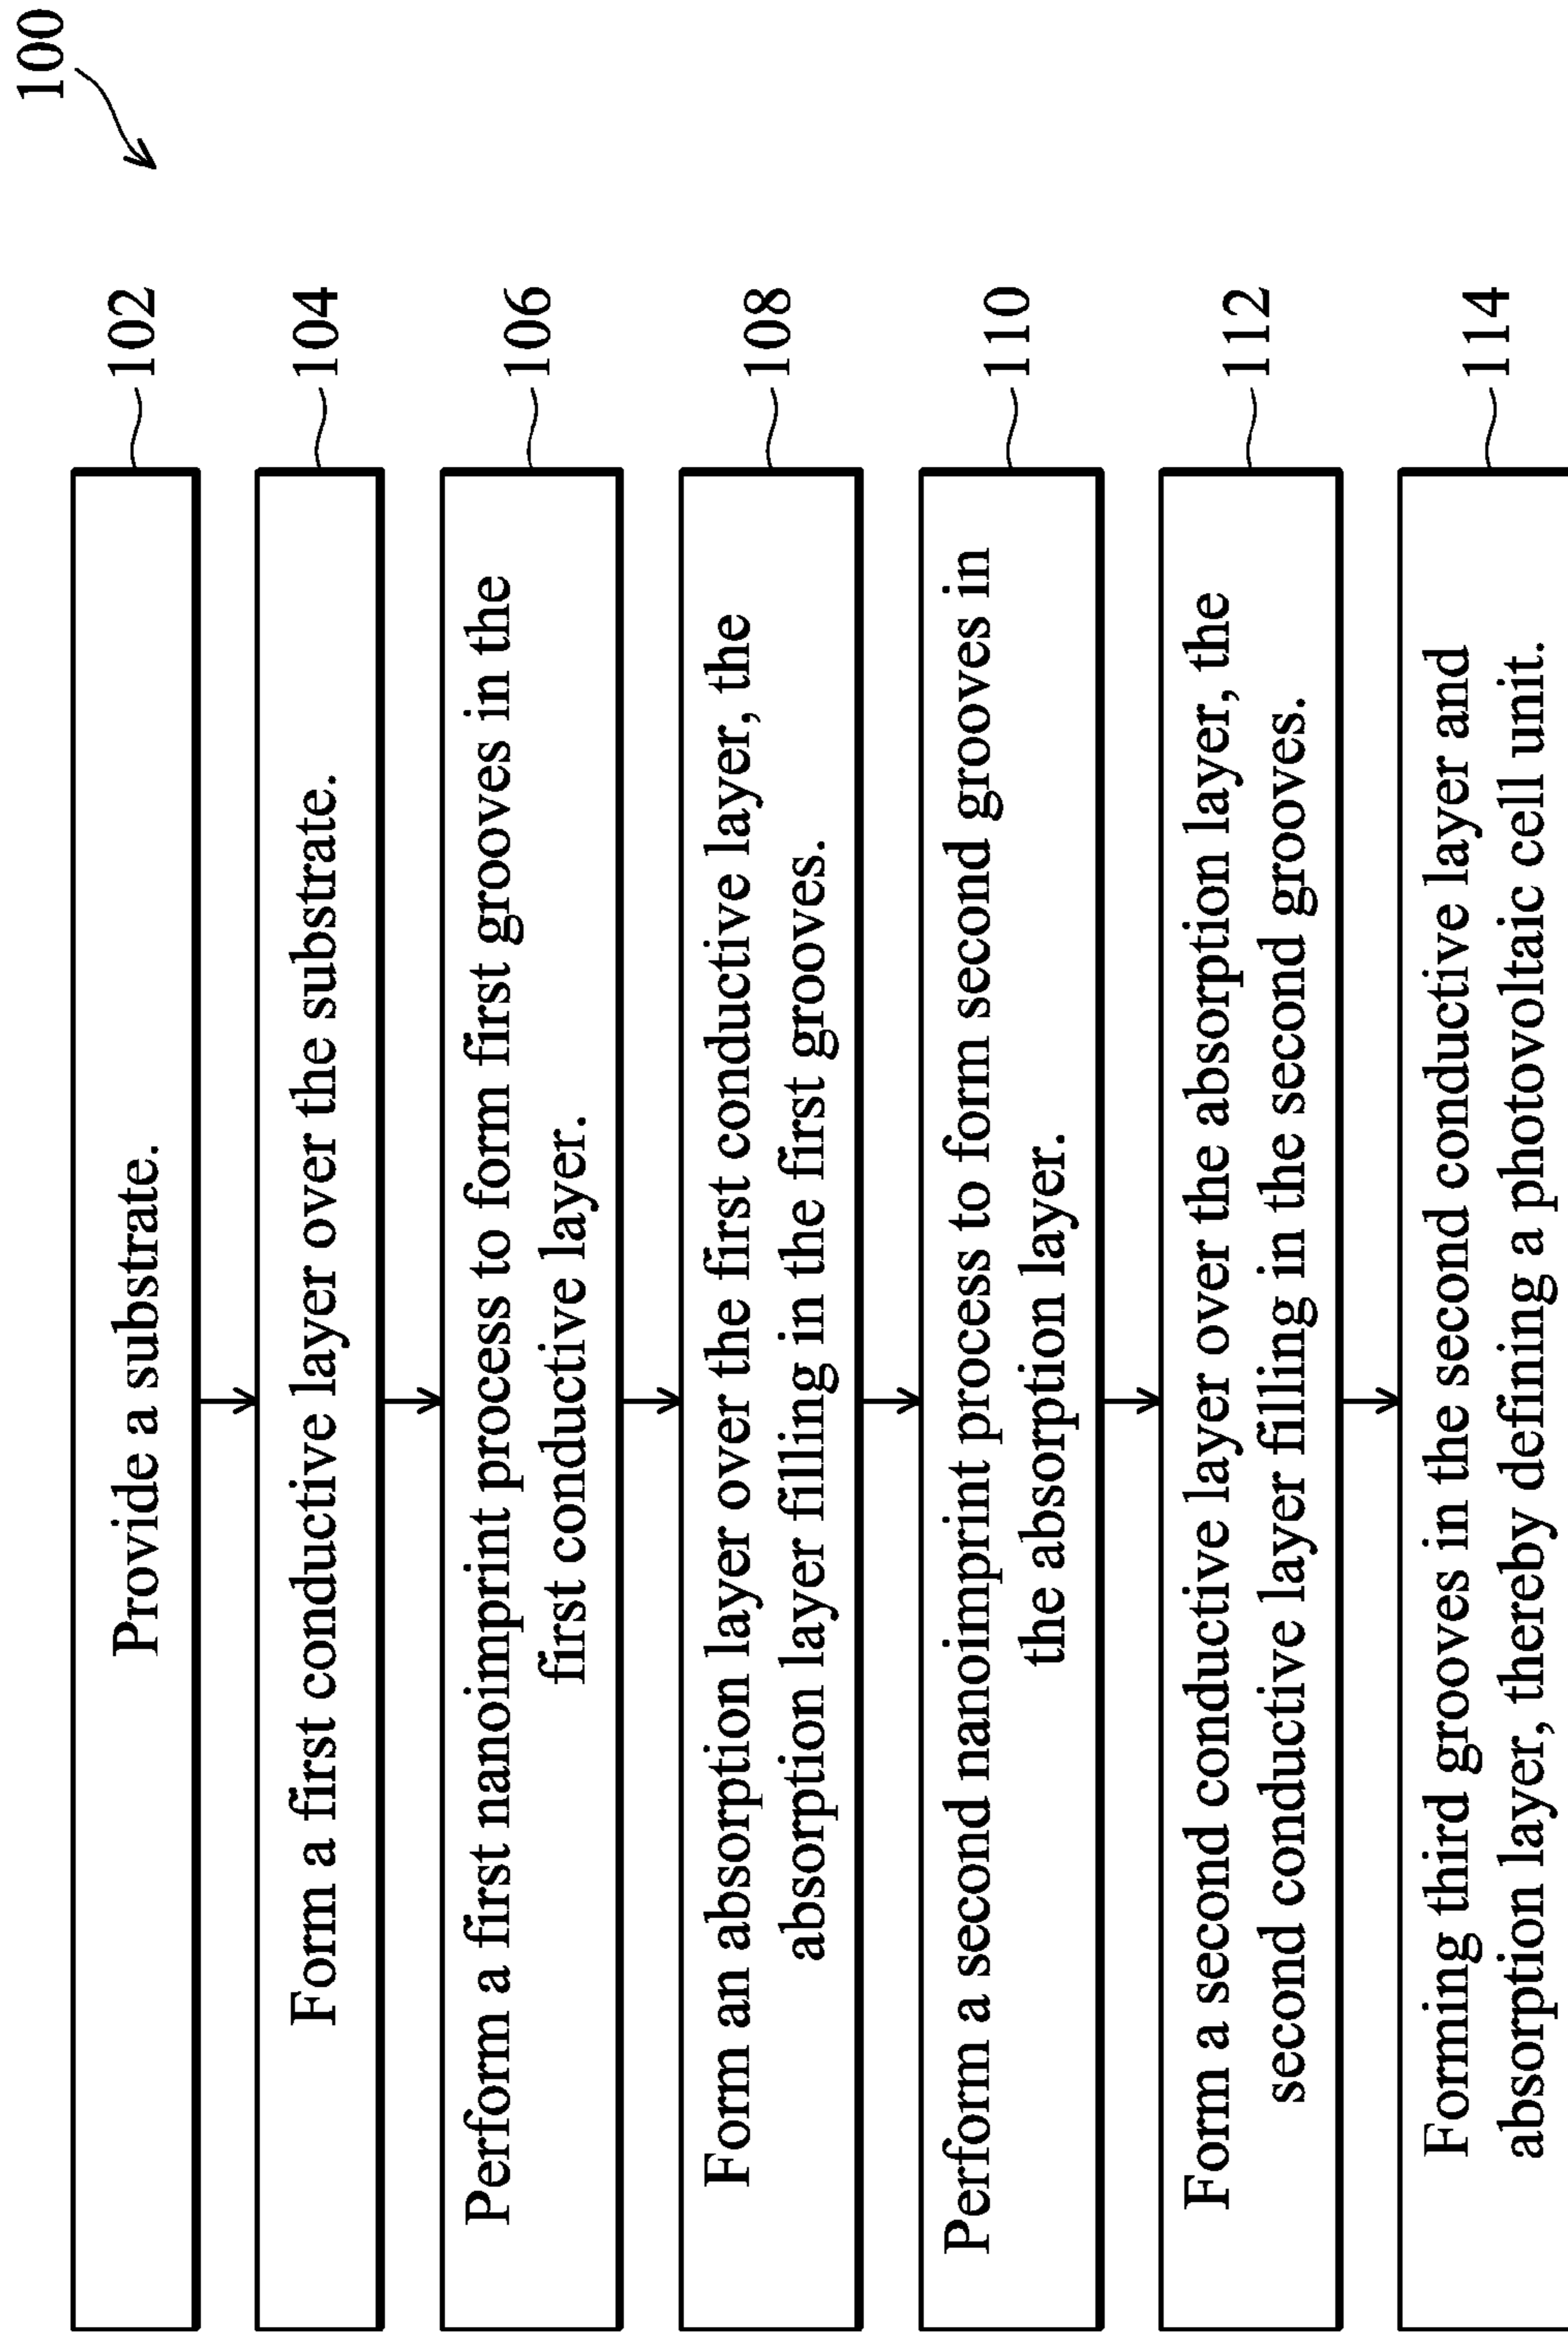 100
Provide a substrate.
102
Form a first conductive layer over the substrate.
104
Perform a first nanoimprint process to form first grooves in the
first conductive layer.
106
Form an absorption layer over the first conductive layer, the
absorption layer filling in the first grooves.
108
Perform a second nanoimprint process to form second grooves in
the absorption layer.
110
Form a second conductive layer over the absorption layer, the
second conductive layer filling in the second grooves.
112
Forming third grooves in the second conductive layer and
absorption layer, thereby defining a photovoltaic cell unit.
114